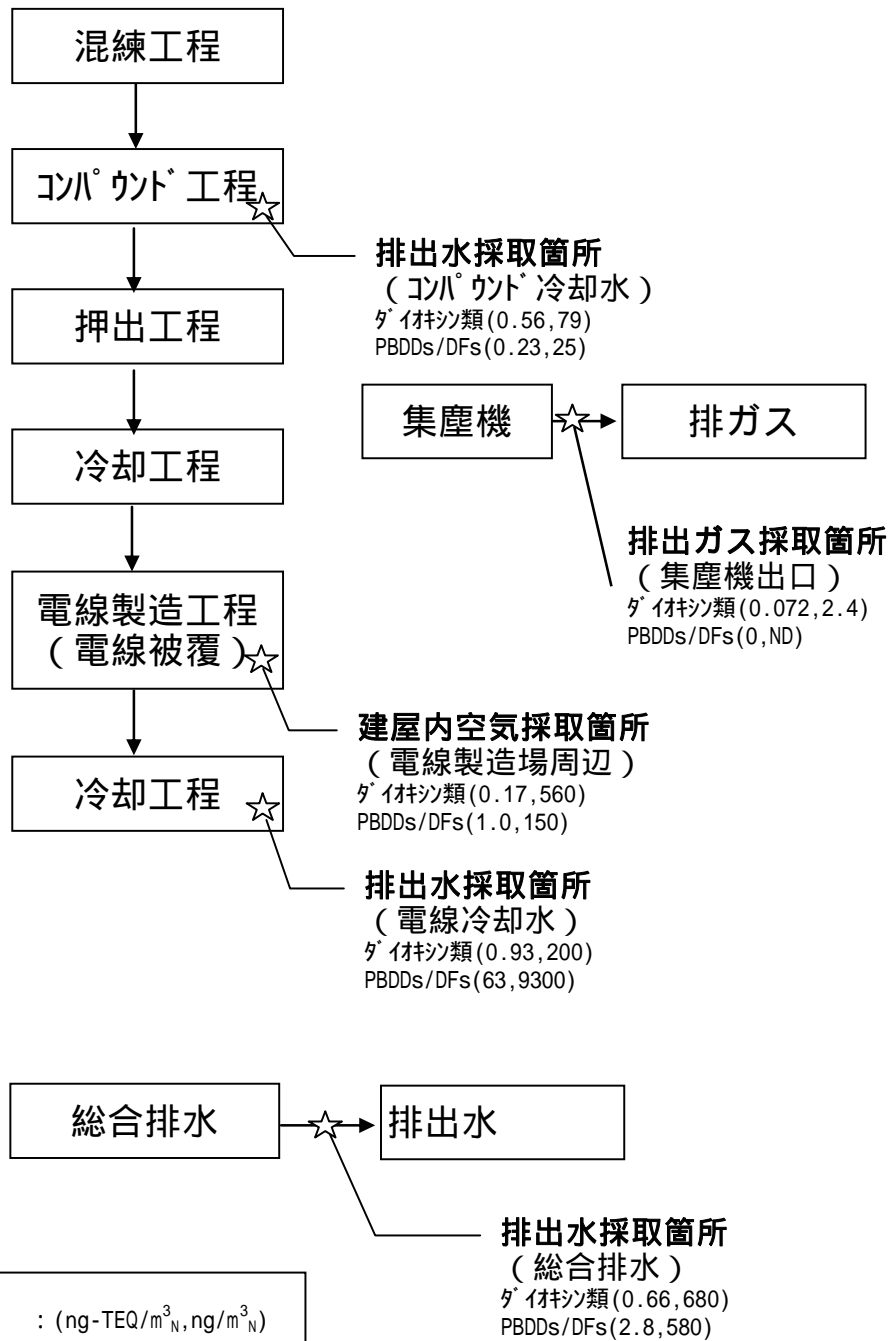 混練工程
ｺﾝﾊﾟｳﾝﾄﾞ工程
排出水採取箇所
（ｺﾝﾊﾟｳﾝﾄﾞ冷却水）
ﾀﾞｲｵｷｼﾝ類(0.56,79)
PBDDs/DFs(0.23,25)
押出工程
集塵機
排ガス
冷却工程
排出ガス採取箇所
（集塵機出口）
ﾀﾞｲｵｷｼﾝ類(0.072,2.4)
PBDDs/DFs(0,ND)
電線製造工程
（電線被覆）
建屋内空気採取箇所
（電線製造場周辺）
ﾀﾞｲｵｷｼﾝ類(0.17,560)
PBDDs/DFs(1.0,150)
冷却工程
排出水採取箇所
（電線冷却水）
ﾀﾞｲｵｷｼﾝ類(0.93,200)
PBDDs/DFs(63,9300)
総合排水
排出水
排出水採取箇所
（総合排水）
ﾀﾞｲｵｷｼﾝ類(0.66,680)
PBDDs/DFs(2.8,580)
：(ng-TEQ/m³N,ng/m³N)